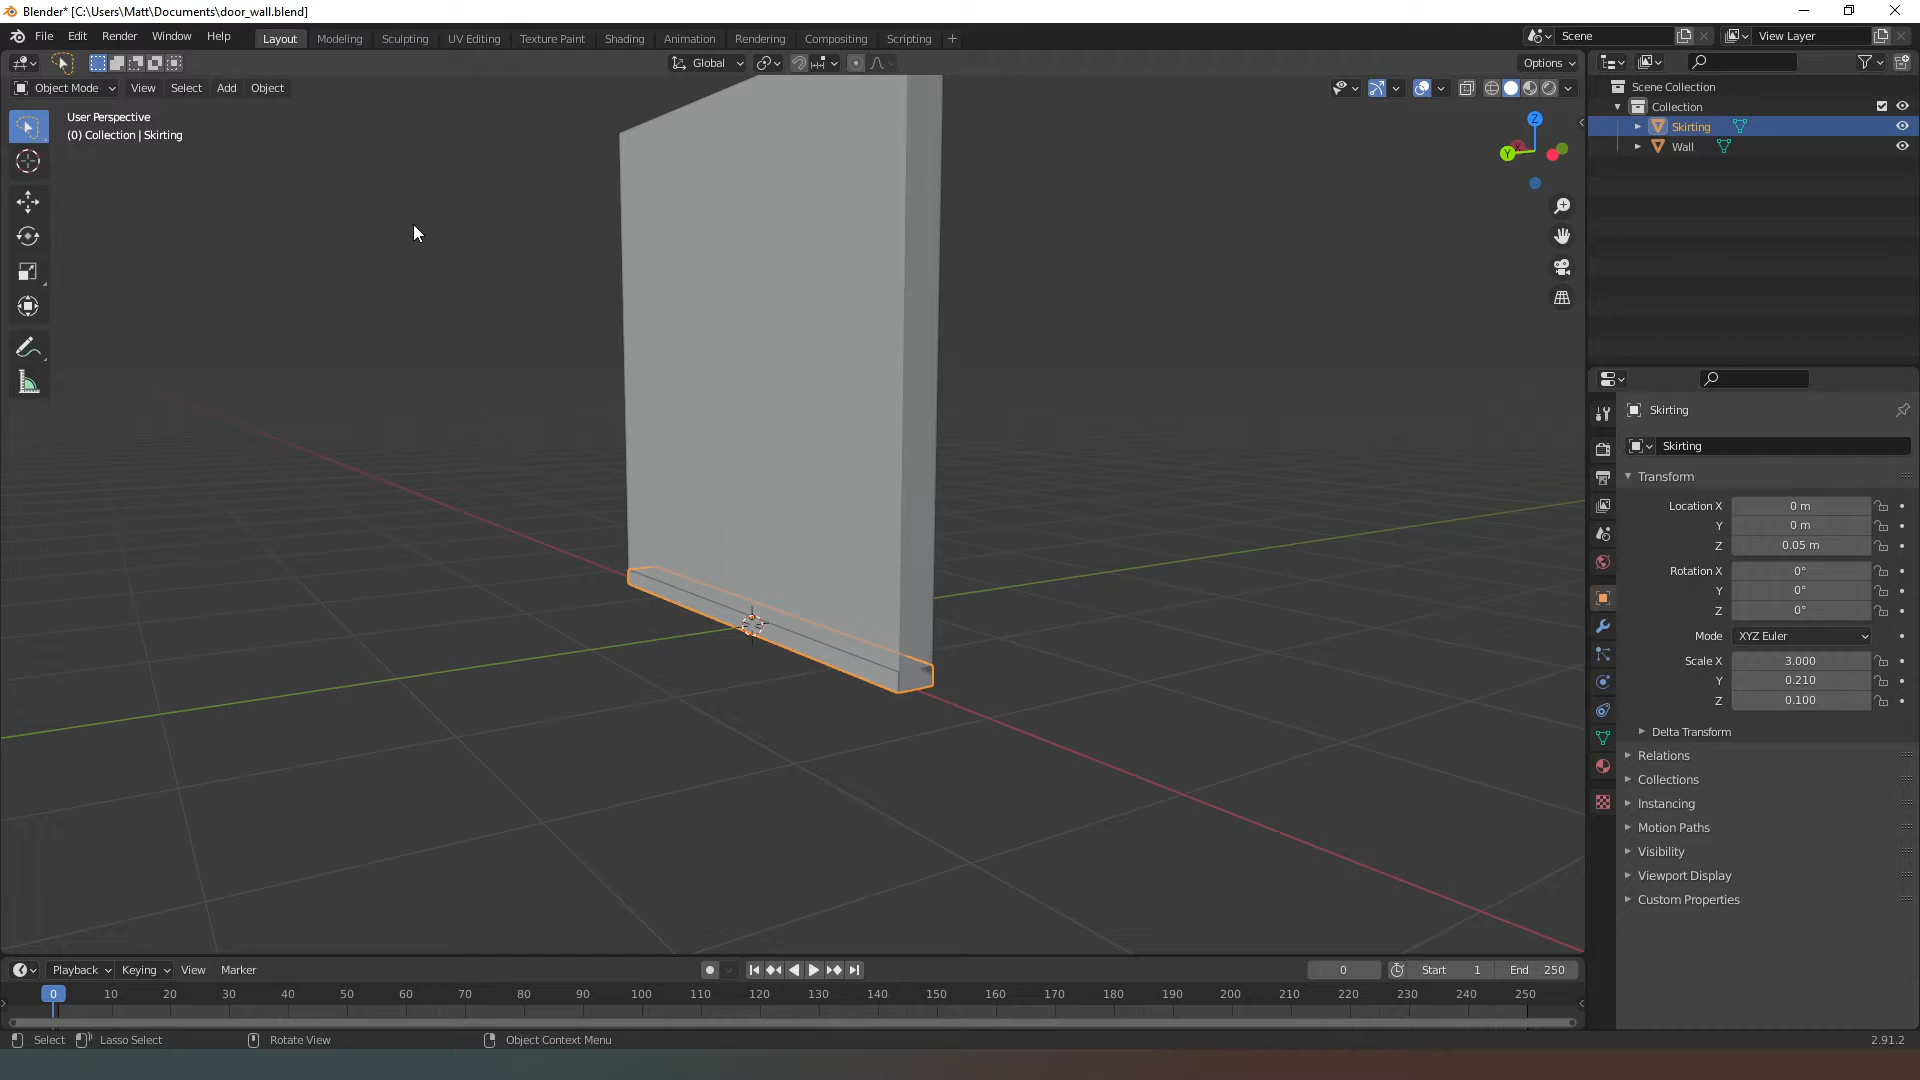 Blender* [C:\Users\Matt\Documents\door_wall.blend]
File Edit Render Window Help
Layout Modeling Sculpting UV Editing Texture Paint Shading Animation Rendering Compositing Scripting +
Scene
View Layer
Global
Options
Object Mode View Select Add Object
User Perspective
(0) Collection | Skirting
Z
X
Y
Scene Collection
Collection
Skirting
Wall
Skirting
Skirting
Transform
Location X 0 m
Y 0 m
Z 0.05 m
Rotation X 0°
Y 0°
Z 0°
Mode XYZ Euler
Scale X 3.000
Y 0.210
Z 0.100
Delta Transform
Relations
Collections
Instancing
Motion Paths
Visibility
Viewport Display
Custom Properties
Playback Keying View Marker
0
Start 1 End 250
0 10 20 30 40 50 60 70 80 90 100 110 120 130 140 150 160 170 180 190 200 210 220 230 240 250
Select Lasso Select Rotate View Object Context Menu
2.91.2